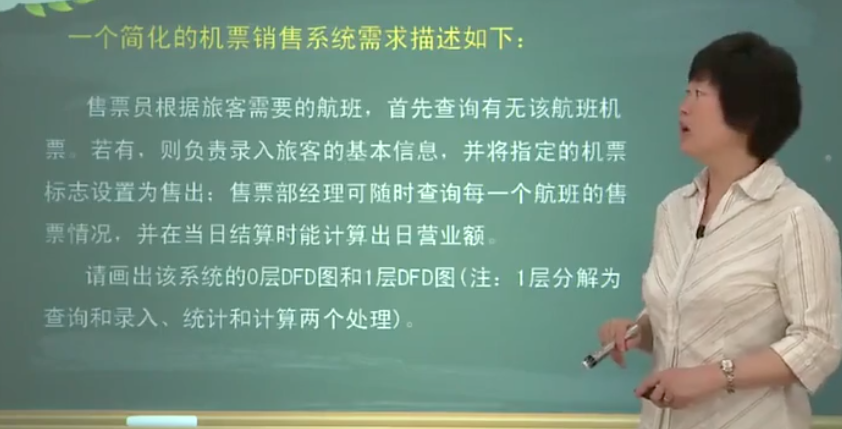 一个简化的机票销售系统需求描述如下：
售票员根据旅客需要的航班，首先查询有无该航班机
票。若有，则负责录入旅客的基本信息，并将指定的机票
标志设置为售出；售票部经理可随时查询每一个航班的售
票情况，并在当日结算时能计算出日营业额。
请画出该系统的0层DFD图和1层DFD图(注：1层分解为
查询和录入、统计和计算两个处理)。